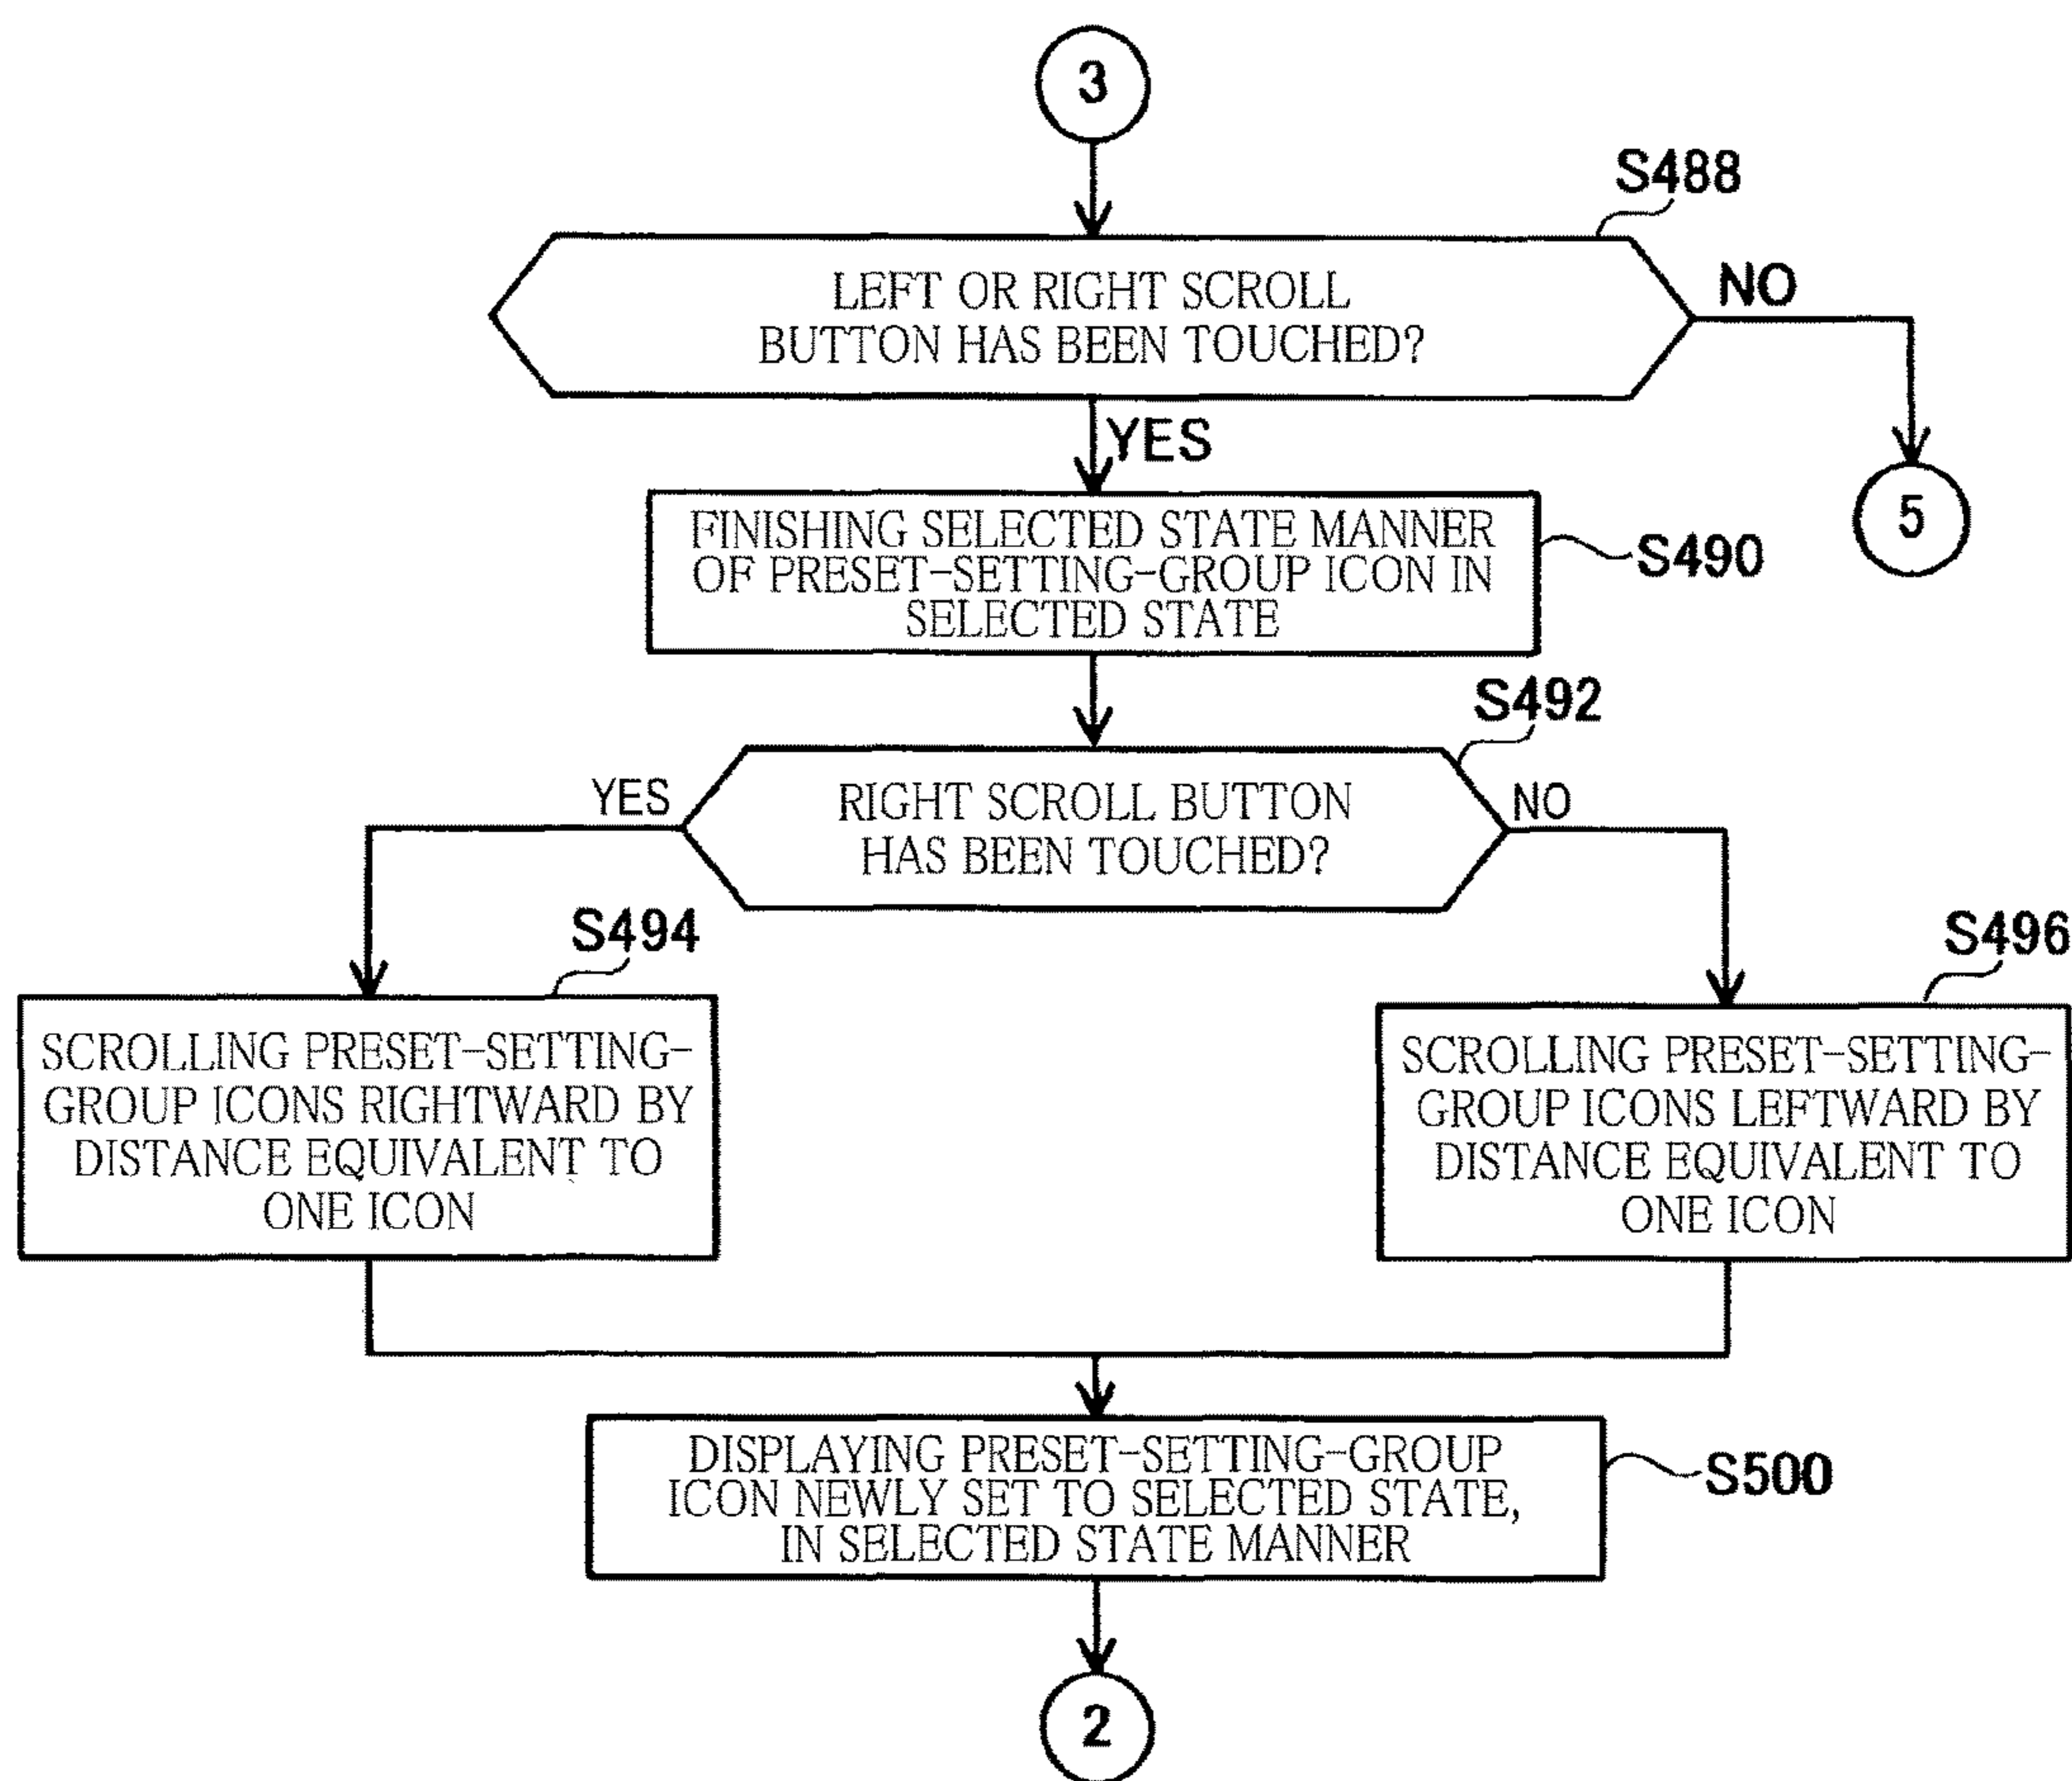 3
S488
LEFT OR RIGHT SCROLL
BUTTON HAS BEEN TOUCHED?
NO
YES
5
FINISHING SELECTED STATE MANNER
OF PRESET-SETTING-GROUP ICON IN
SELECTED STATE
S490
S492
YES
RIGHT SCROLL BUTTON
HAS BEEN TOUCHED?
NO
S494
SCROLLING PRESET-SETTING-
GROUP ICONS RIGHTWARD BY
DISTANCE EQUIVALENT TO
ONE ICON
S496
SCROLLING PRESET-SETTING-
GROUP ICONS LEFTWARD BY
DISTANCE EQUIVALENT TO
ONE ICON
DISPLAYING PRESET-SETTING-GROUP
ICON NEWLY SET TO SELECTED STATE,
IN SELECTED STATE MANNER
S500
2